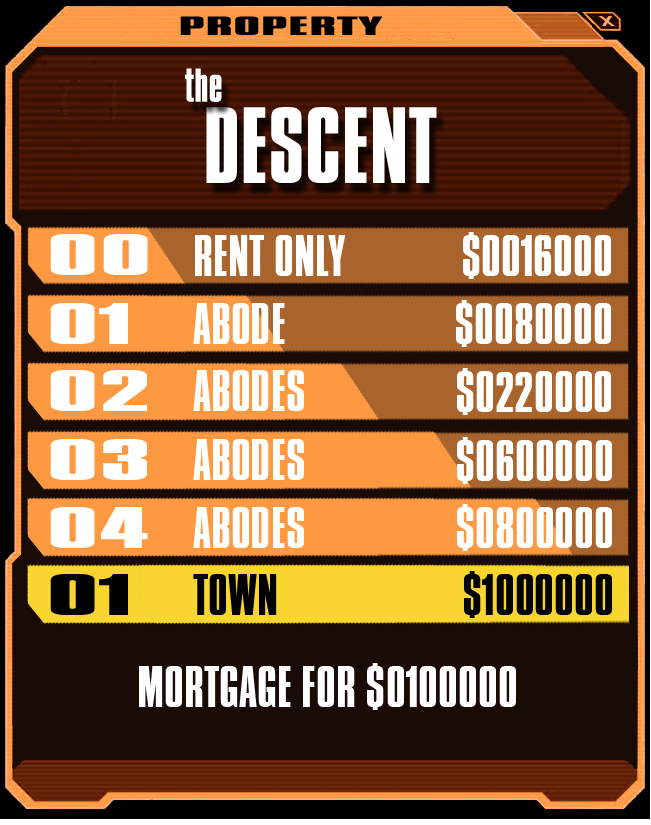 PROPERTY
X
the
DESCENT
00 RENT ONLY $0016000
01 ABODE $0080000
02 ABODES $0220000
03 ABODES $0600000
04 ABODES $0800000
01 TOWN $1000000
MORTGAGE FOR $0100000